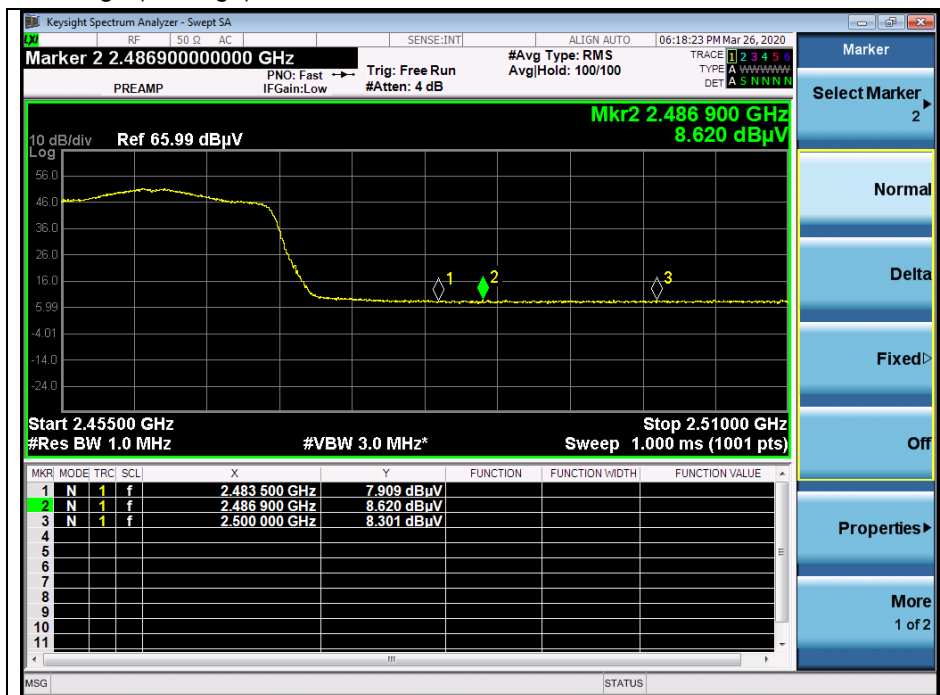 Keysight Spectrum Analyzer - Swept SA
LXI RF 50 Ω AC SENSE:INT ALIGN AUTO 06:18:23 PM Mar 26, 2020
Marker 2 2.486900000000 GHz
PREAMP
PNO: Fast
IFGain:Low
Trig: Free Run
#Atten: 4 dB
#Avg Type: RMS
Avg|Hold: 100/100
TRACE 1 2 3 4 5 6
TYPE A WWWWW
DET A S N N N N
Mkr2 2.486 900 GHz
8.620 dBµV
10 dB/div Ref 65.99 dBµV
Log
56.0
46.0
36.0
26.0
16.0
5.99
-4.01
-14.0
-24.0
1
2
3
Start 2.45500 GHz Stop 2.51000 GHz
#Res BW 1.0 MHz #VBW 3.0 MHz* Sweep 1.000 ms (1001 pts)
MKR MODE TRC SCL X Y FUNCTION FUNCTION WIDTH FUNCTION VALUE
1 N 1 f 2.483 500 GHz 7.909 dBµV
2 N 1 f 2.486 900 GHz 8.620 dBµV
3 N 1 f 2.500 000 GHz 8.301 dBµV
4
5
6
7
8
9
10
11
MSG STATUS
Marker
Select Marker
2
Normal
Delta
Fixed
Off
Properties
More
1 of 2